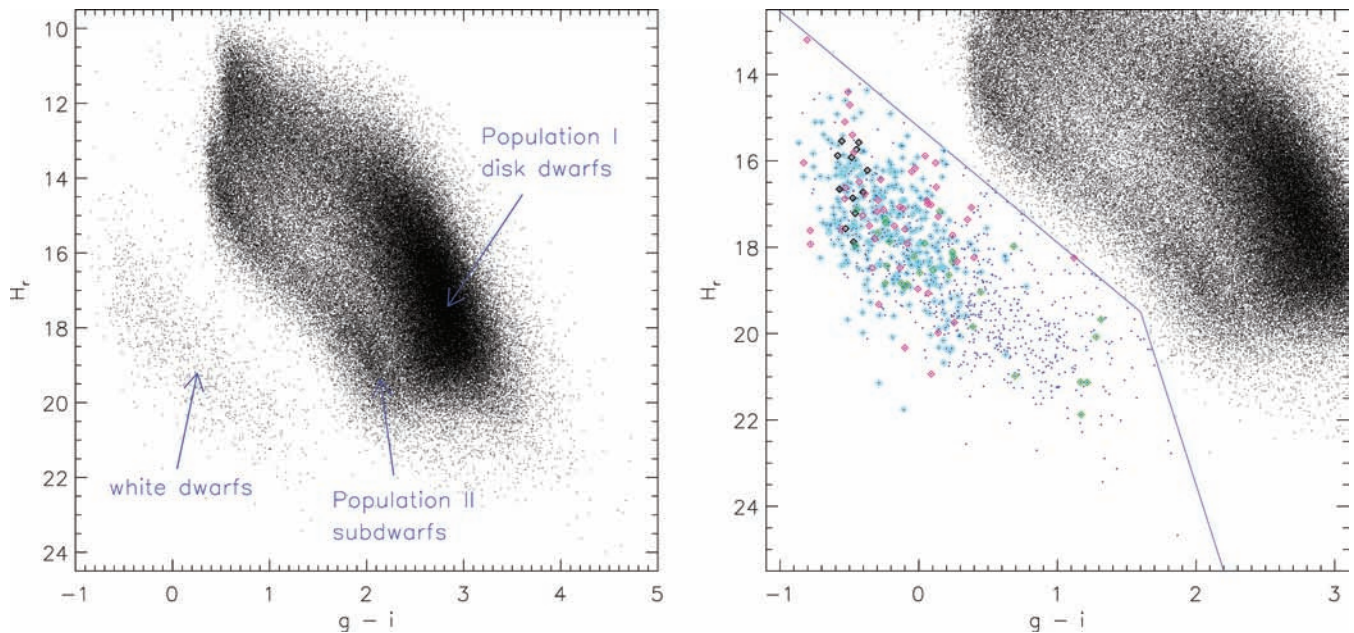 10
12
14
16
18
20
22
24
H_r
Population I
disk dwarfs
white dwarfs
Population II
subdwarfs
−1
0
1
2
3
4
5
g − i
14
16
18
20
22
24
H_r
−1
0
1
2
3
g − i